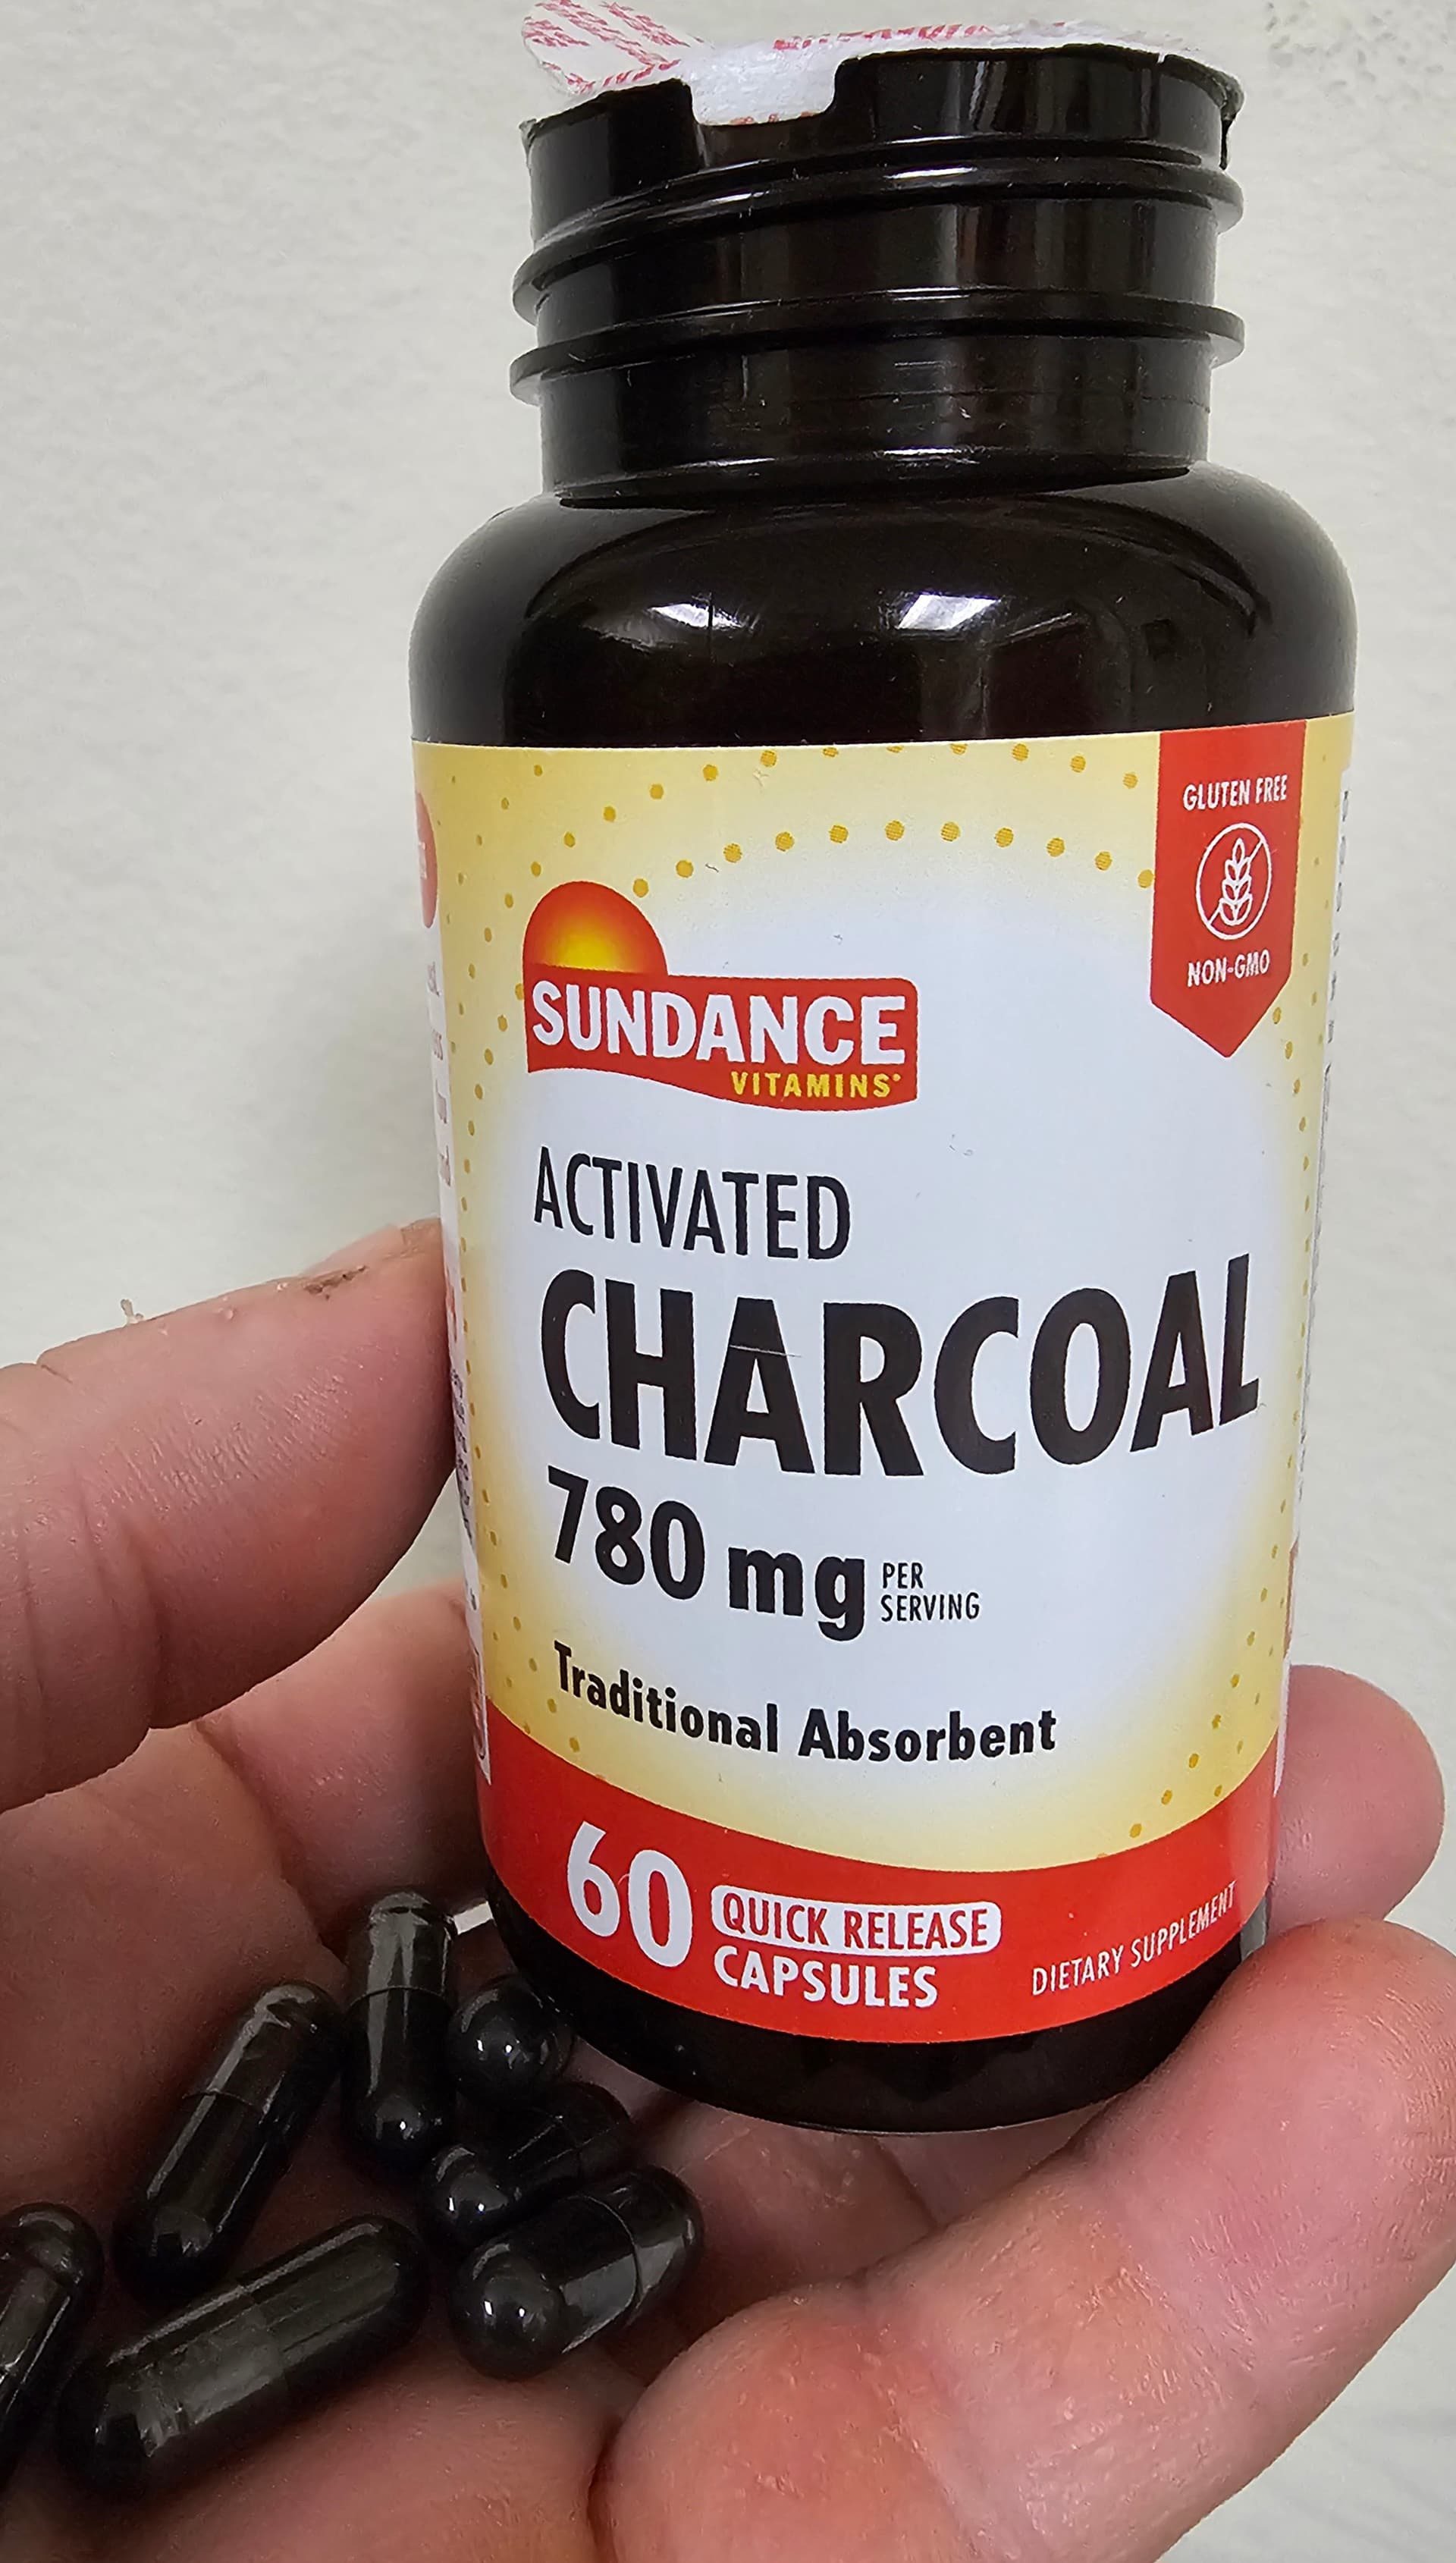 GLUTEN FREE
NON-GMO
SUNDANCE
VITAMINS®
ACTIVATED
CHARCOAL
780 mg PER
SERVING
Traditional Absorbent
60 QUICK RELEASE
CAPSULES
DIETARY SUPPLEMENT